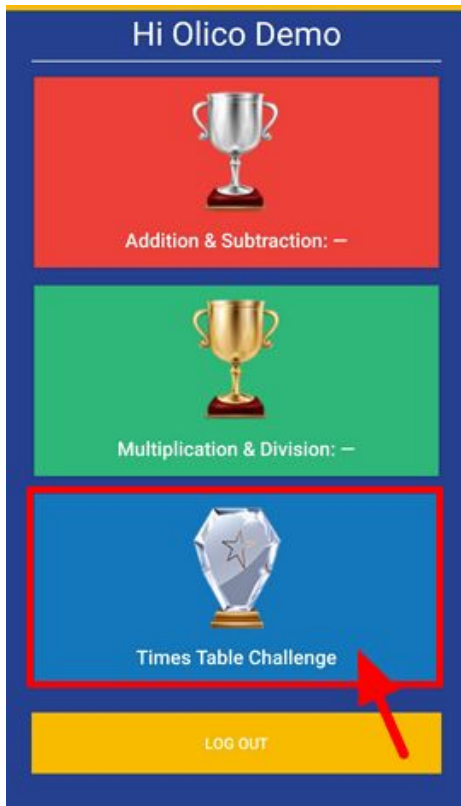 Hi Olico Demo
Addition & Subtraction: —
Multiplication & Division: —
Times Table Challenge
LOG OUT